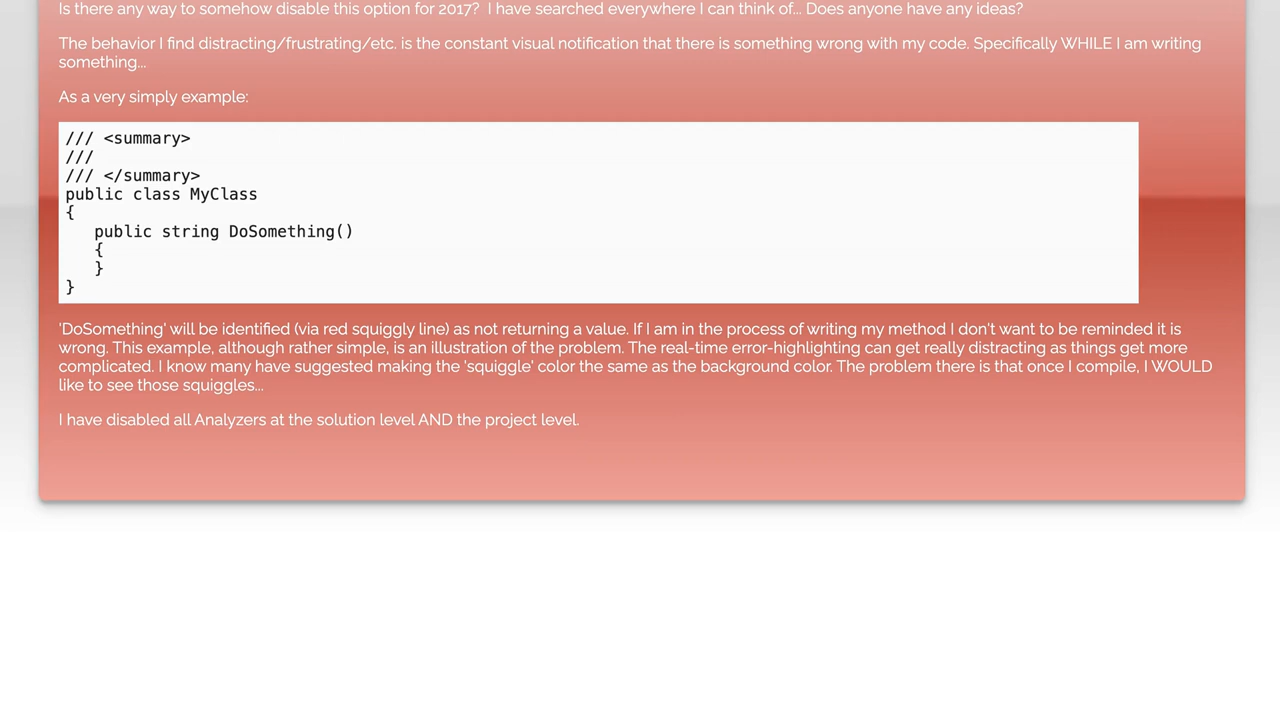 Is there any way to somehow disable this option for 2017?  I have searched everywhere I can think of... Does anyone have any ideas?
The behavior I find distracting/frustrating/etc. is the constant visual notification that there is something wrong with my code. Specifically WHILE I am writing
something...
As a very simply example:
/// <summary>
///
/// </summary>
public class MyClass
{
   public string DoSomething()
   {
   }
}
'DoSomething' will be identified (via red squiggly line) as not returning a value. If I am in the process of writing my method I don't want to be reminded it is
wrong. This example, although rather simple, is an illustration of the problem. The real-time error-highlighting can get really distracting as things get more
complicated. I know many have suggested making the 'squiggle' color the same as the background color. The problem there is that once I compile, I WOULD
like to see those squiggles...
I have disabled all Analyzers at the solution level AND the project level.